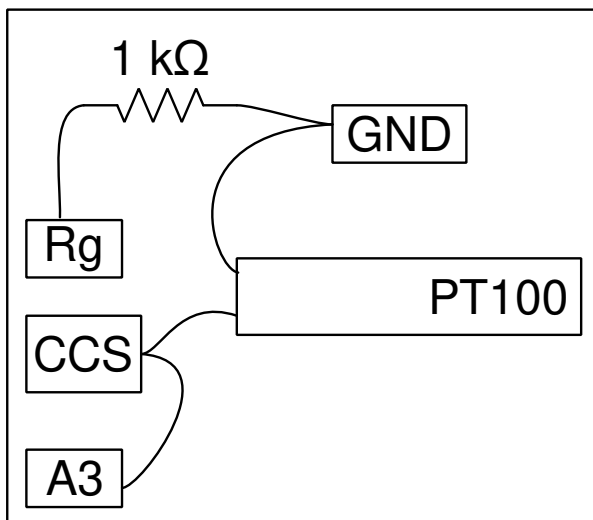 1 kΩ
GND
Rg
PT100
CCS
A3